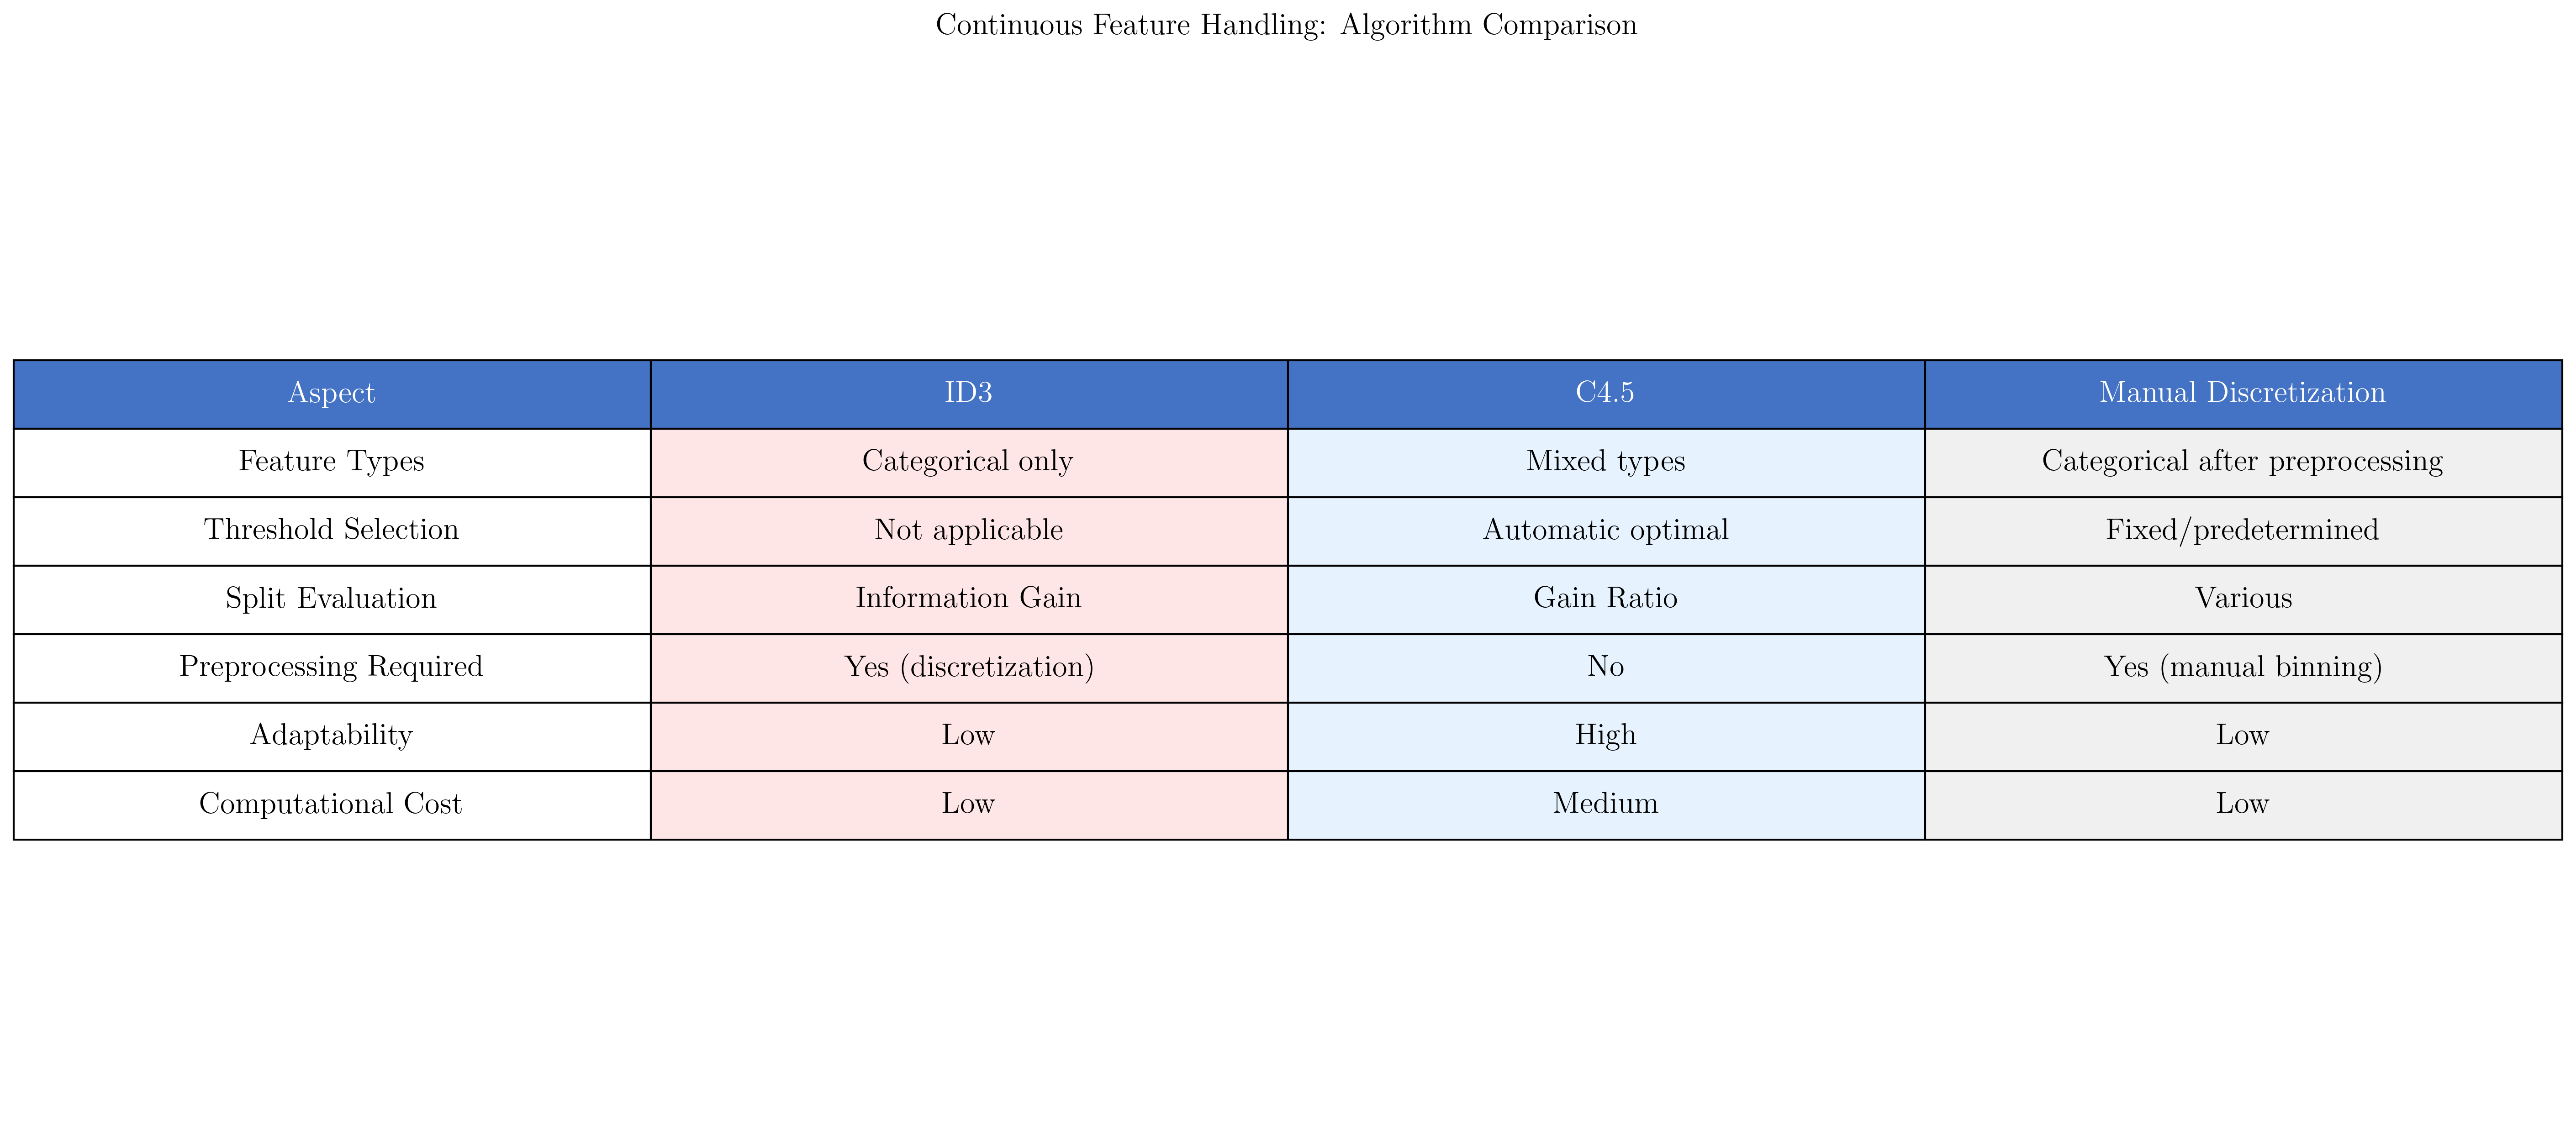 Continuous Feature Handling: Algorithm Comparison
Aspect ID3 C4.5 Manual Discretization
Feature Types Categorical only Mixed types Categorical after preprocessing
Threshold Selection Not applicable Automatic optimal Fixed/predetermined
Split Evaluation Information Gain Gain Ratio Various
Preprocessing Required Yes (discretization) No Yes (manual binning)
Adaptability Low High Low
Computational Cost Low Medium Low